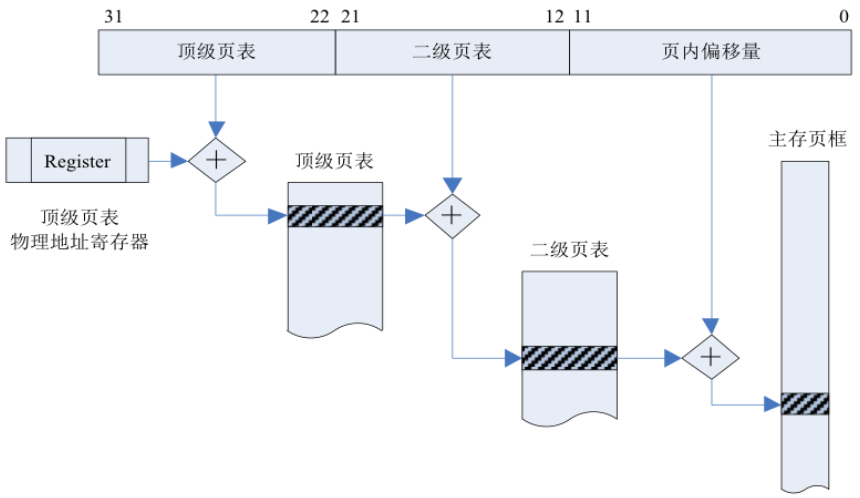 31 22 21 12 11 0
顶级页表 二级页表 页内偏移量
主存页框
Register
顶级页表
顶级页表
物理地址寄存器
二级页表